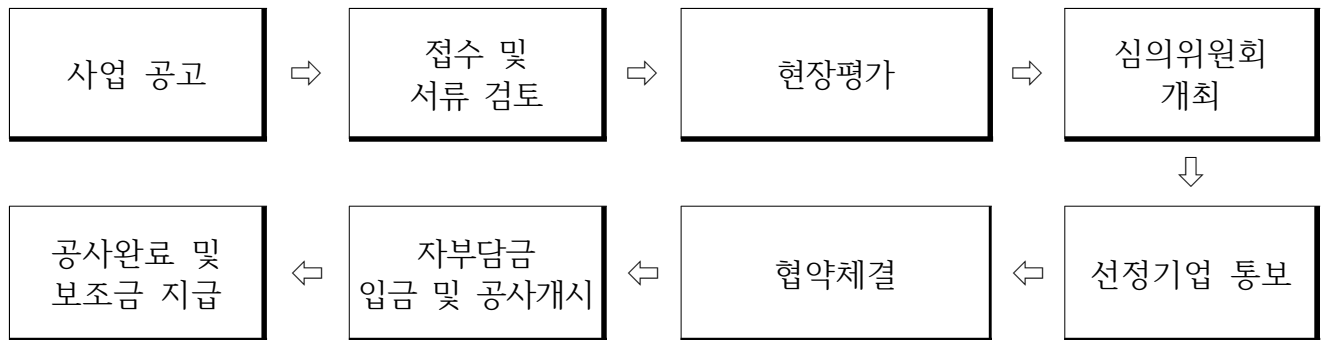 사업 공고
접수 및
서류 검토
현장평가
심의위원회
개최
선정기업 통보
협약체결
자부담금
입금 및 공사개시
공사완료 및
보조금 지급